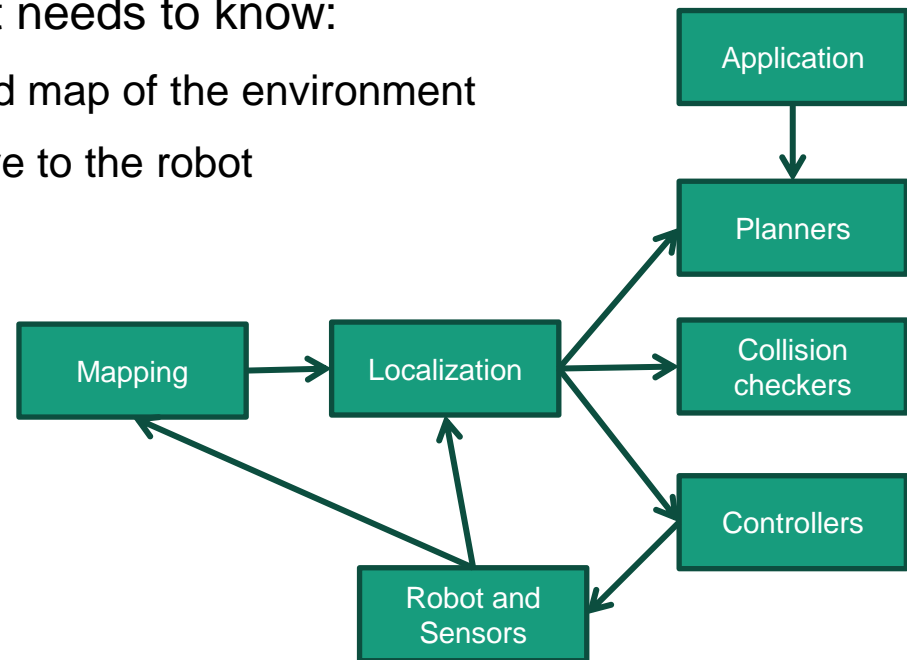 t needs to know:
d map of the environment
e to the robot
Application
Planners
Collision
checkers
Mapping
Localization
Controllers
Robot and
Sensors